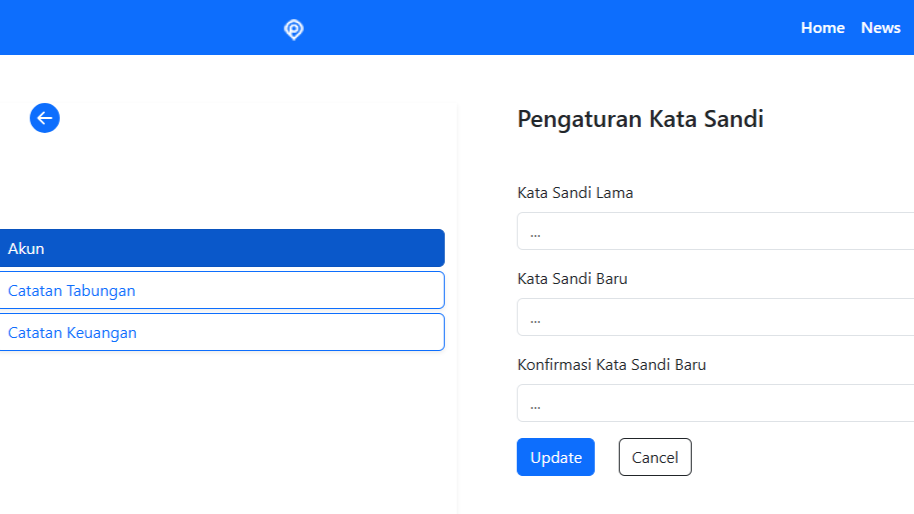 Home News
Akun
Catatan Tabungan
Catatan Keuangan
Pengaturan Kata Sandi
Kata Sandi Lama
...
Kata Sandi Baru
...
Konfirmasi Kata Sandi Baru
...
Update Cancel